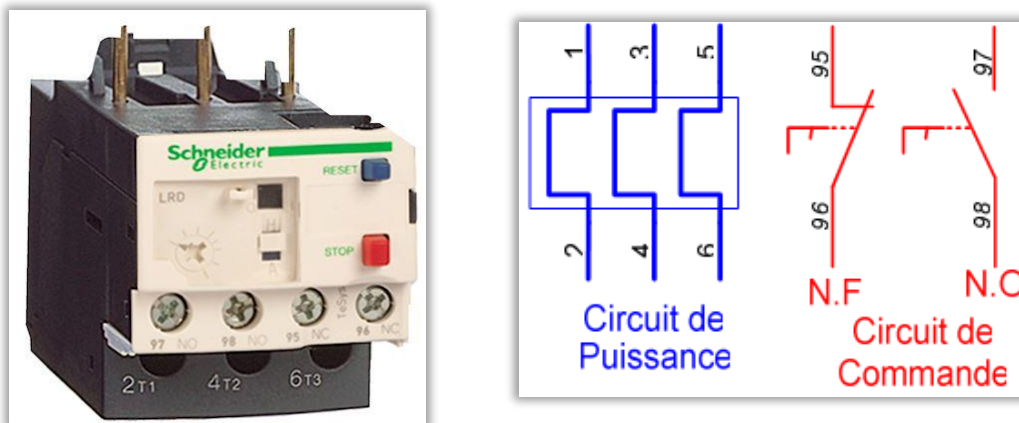 Schneider
Electric
RESET
LRD
H
STOP
A
TeSys
97 NO 98 NO 95 NC 96 NC
2T1 4T2 6T3
1 3 5
2 4 6
Circuit de
Puissance
95 97
96 98
N.F N.O
Circuit de
Commande